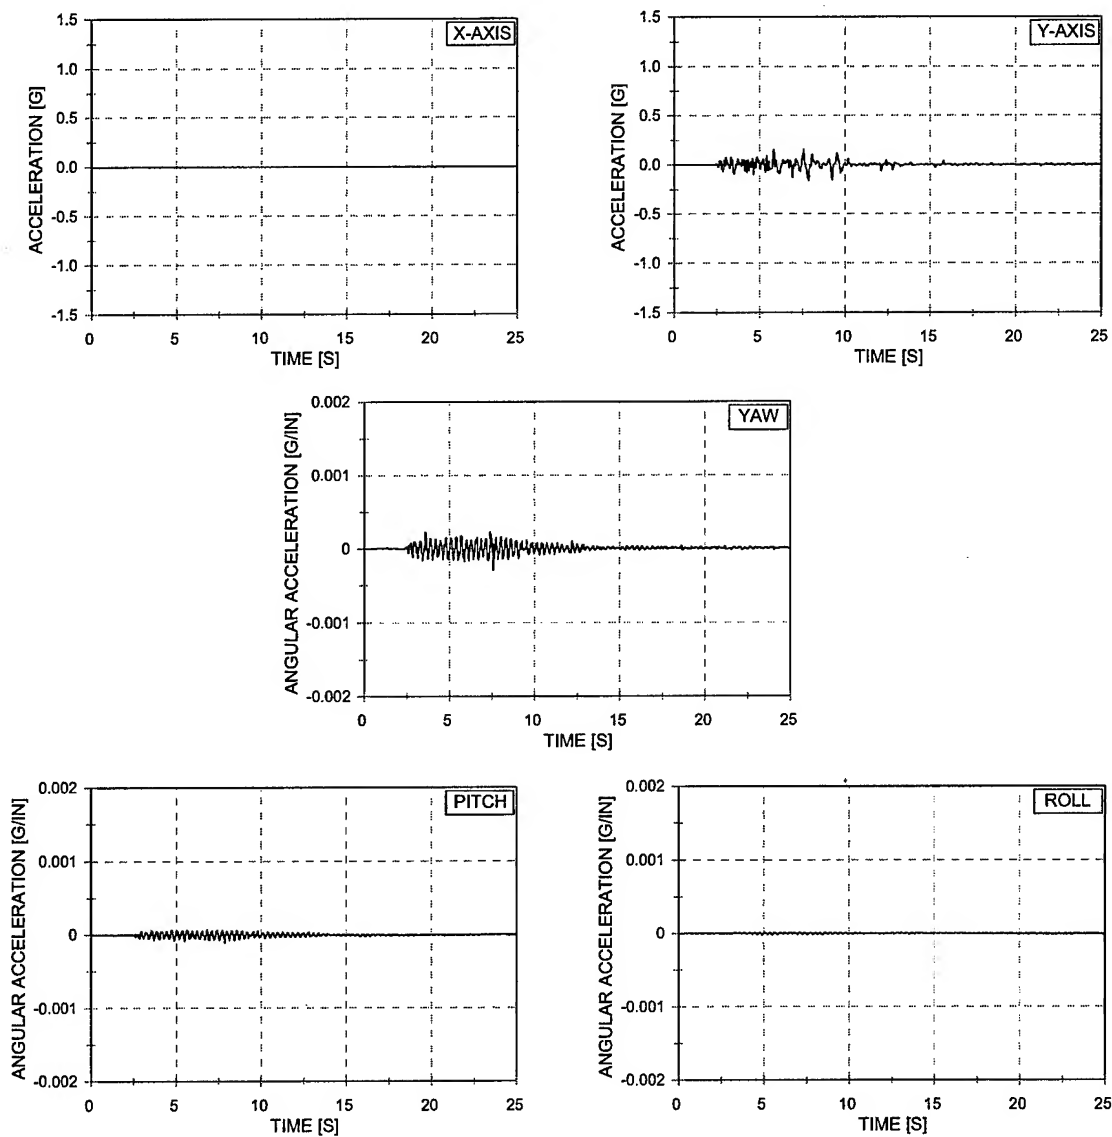 X-AXIS
ACCELERATION [G]
1.5
1.0
0.5
0.0
-0.5
-1.0
-1.5
0 5 10 15 20 25
TIME [S]
Y-AXIS
ACCELERATION [G]
1.5
1.0
0.5
0.0
-0.5
-1.0
-1.5
0 5 10 15 20 25
TIME [S]
YAW
ANGULAR ACCELERATION [G/IN]
0.002
0.001
0
-0.001
-0.002
0 5 10 15 20 25
TIME [S]
PITCH
ANGULAR ACCELERATION [G/IN]
0.002
0.001
0
-0.001
-0.002
0 5 10 15 20 25
TIME [S]
ROLL
ANGULAR ACCELERATION [G/IN]
0.002
0.001
0
-0.001
-0.002
0 5 10 15 20 25
TIME [S]